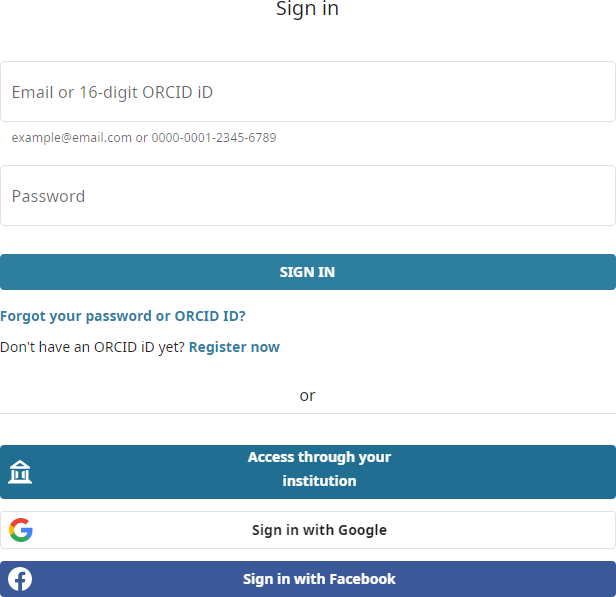 Sign in
Email or 16-digit ORCID iD
example@email.com or 0000-0001-2345-6789
Password
SIGN IN
Forgot your password or ORCID ID?
Don't have an ORCID iD yet? Register now
or
Access through your
institution
Sign in with Google
Sign in with Facebook